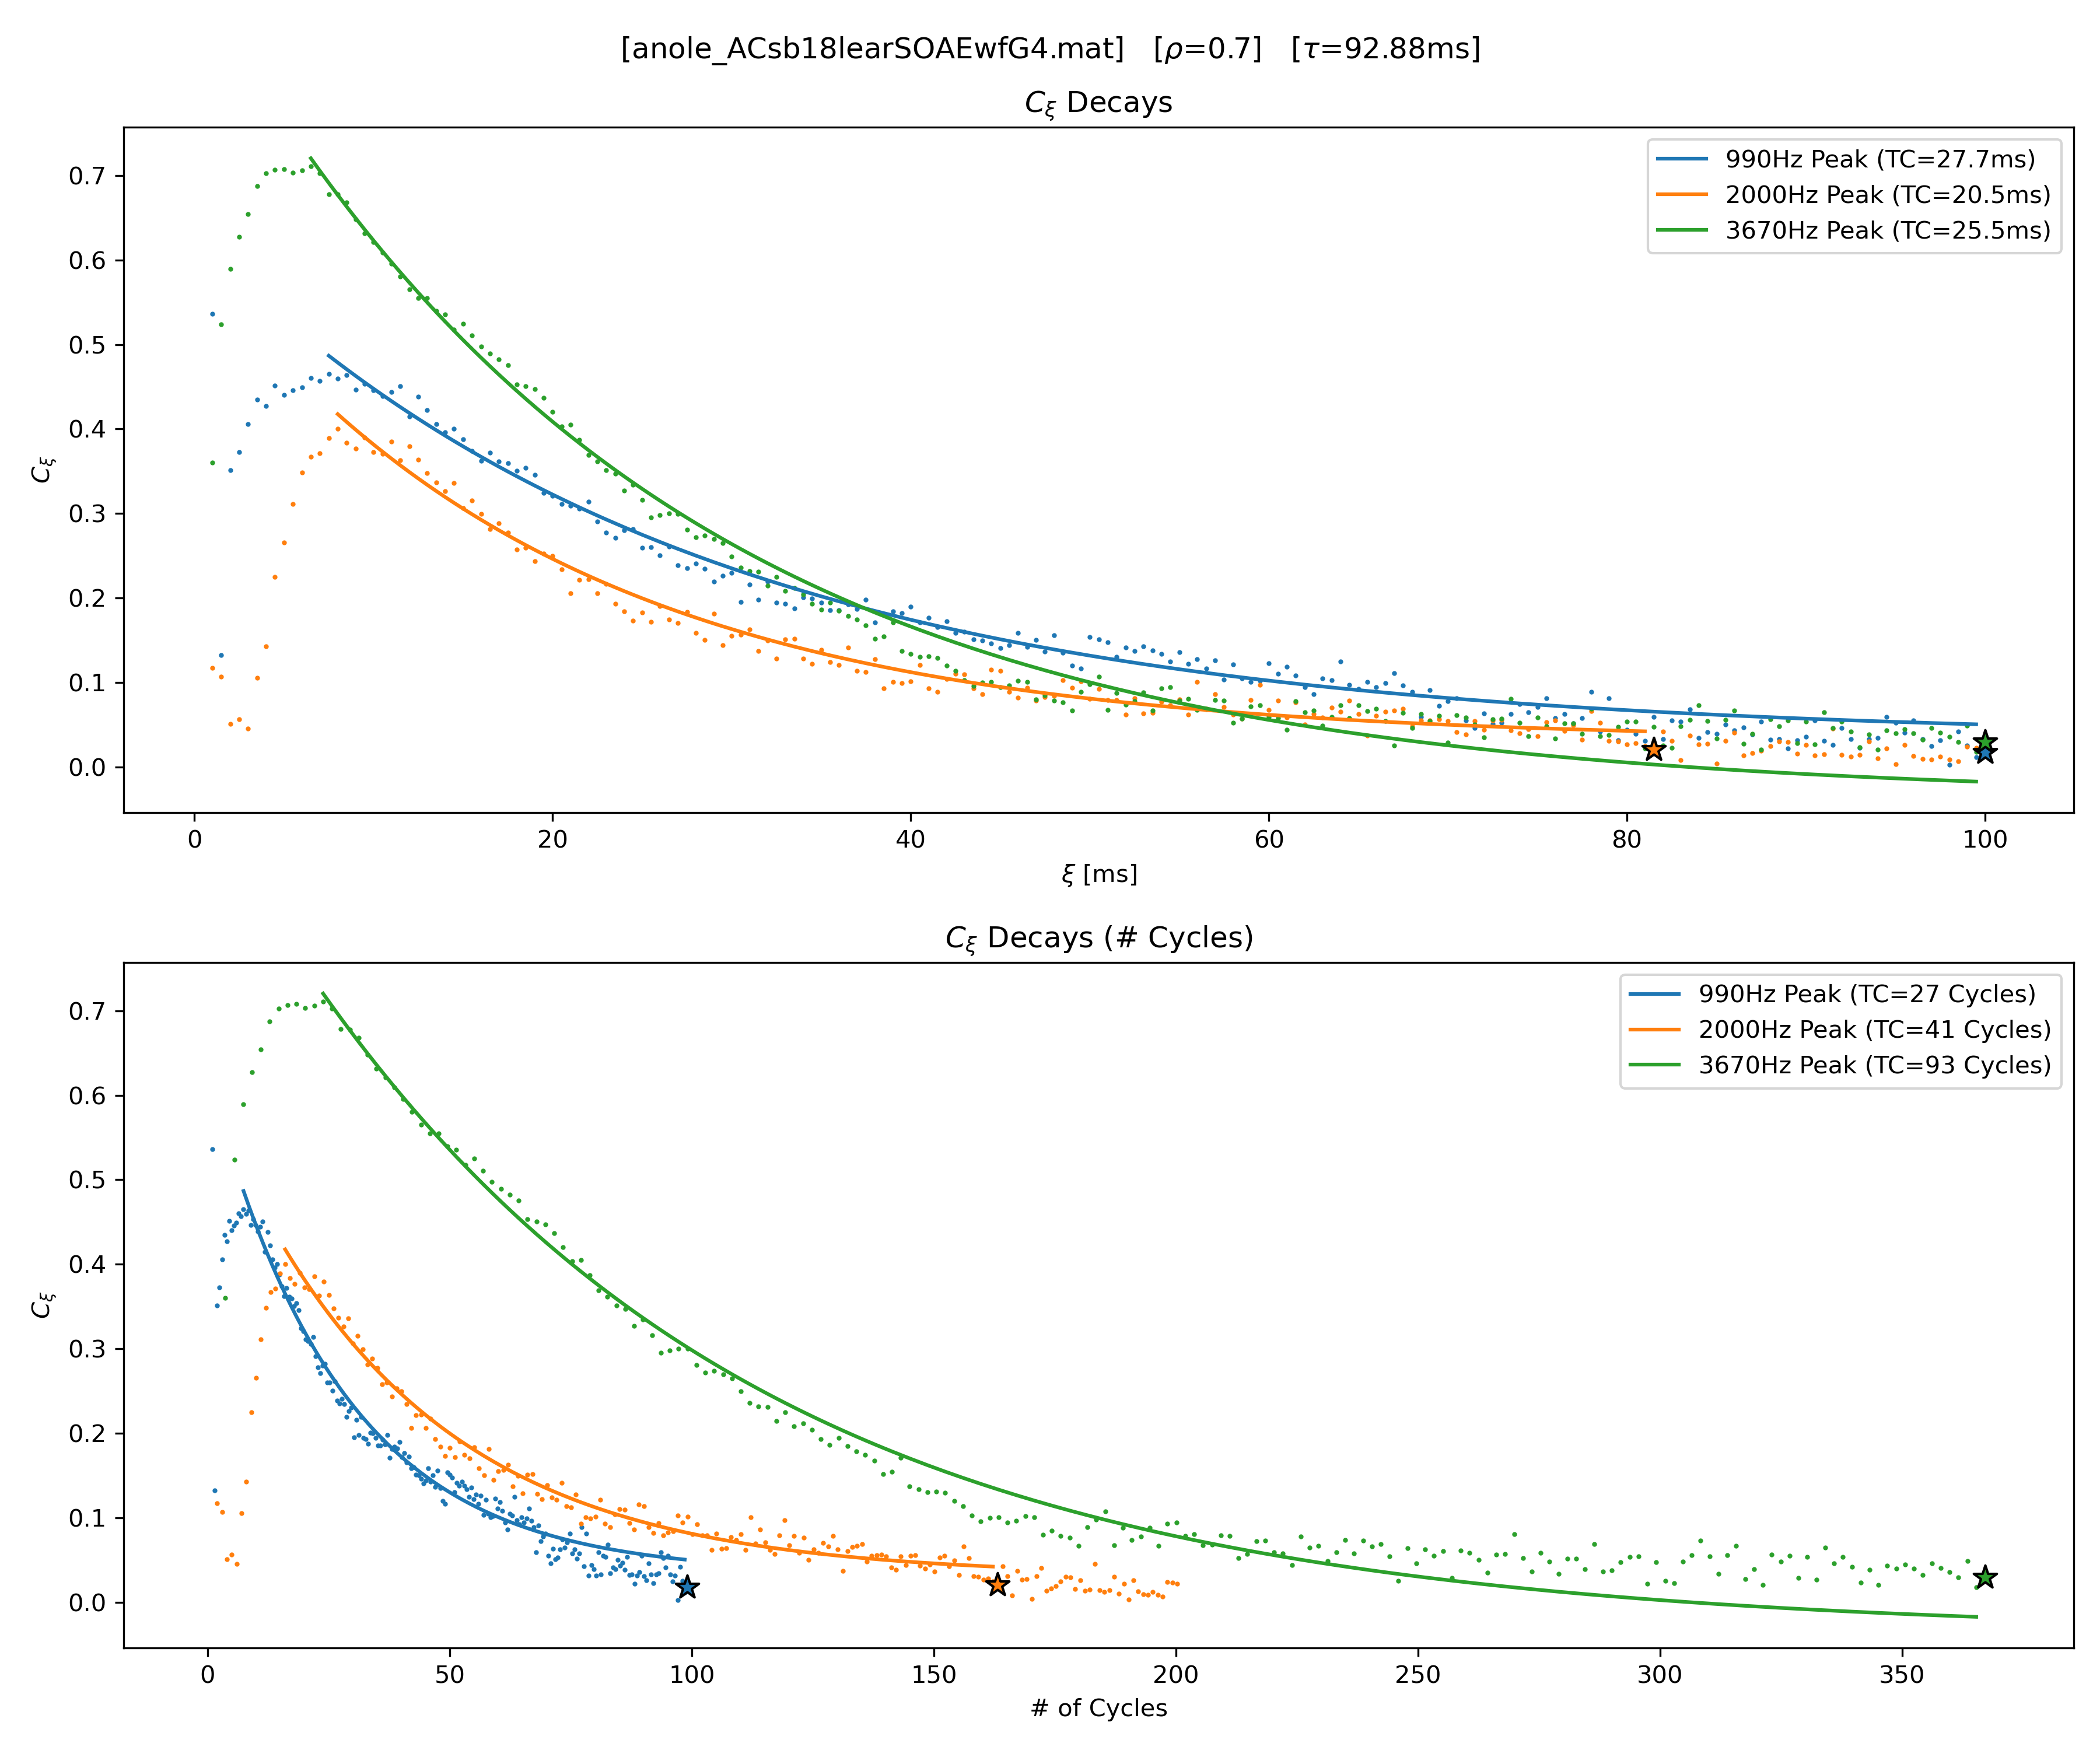 [anole_ACsb18learSOAEwfG4.mat]   [ρ=0.7]   [τ=92.88ms]
C_ξ Decays
990Hz Peak (TC=27.7ms)
2000Hz Peak (TC=20.5ms)
3670Hz Peak (TC=25.5ms)
C_ξ
0.7
0.6
0.5
0.4
0.3
0.2
0.1
0.0
0 20 40 60 80 100
ξ [ms]
C_ξ Decays (# Cycles)
990Hz Peak (TC=27 Cycles)
2000Hz Peak (TC=41 Cycles)
3670Hz Peak (TC=93 Cycles)
C_ξ
0.7
0.6
0.5
0.4
0.3
0.2
0.1
0.0
0 50 100 150 200 250 300 350
# of Cycles